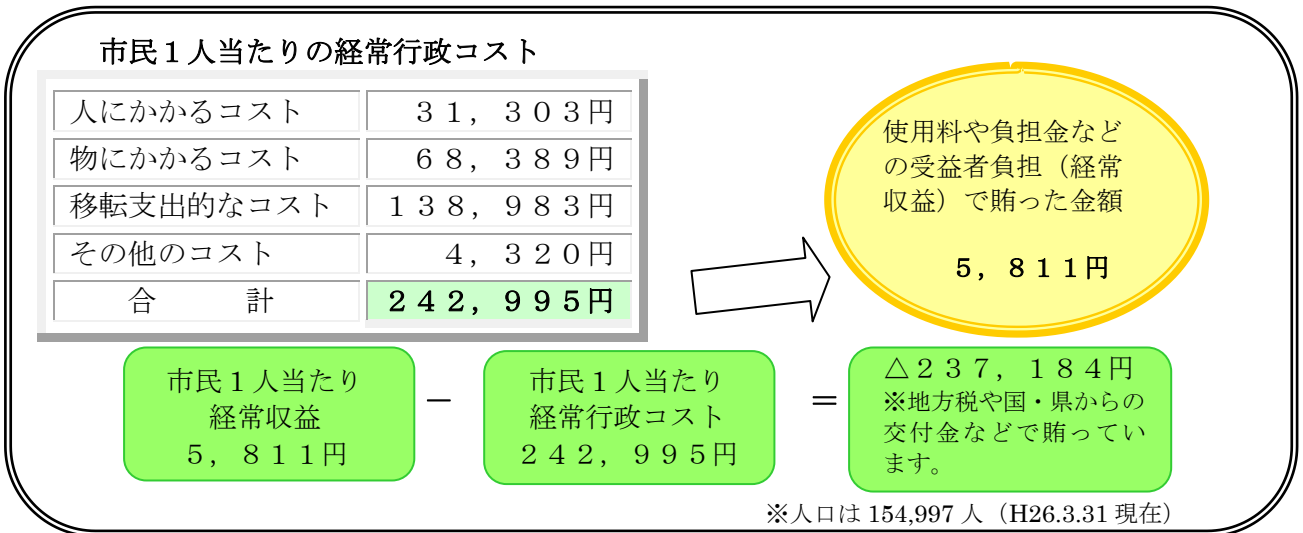 市民１人当たりの経常行政コスト
人にかかるコスト ３１，３０３円
物にかかるコスト ６８，３８９円
移転支出的なコスト １３８，９８３円
その他のコスト ４，３２０円
合　計 ２４２，９９５円
使用料や負担金など
の受益者負担（経常
収益）で賄った金額
５，８１１円
市民１人当たり
経常収益
５，８１１円
－
市民１人当たり
経常行政コスト
２４２，９９５円
＝
△２３７，１８４円
※地方税や国・県からの
交付金などで賄ってい
ます。
※人口は 154,997 人（H26.3.31 現在）